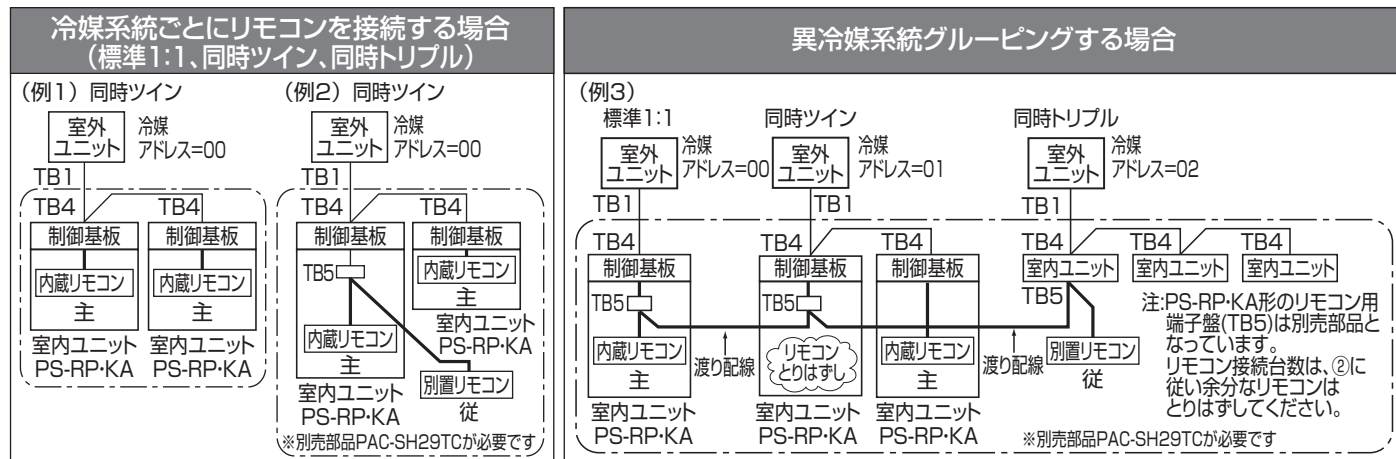 冷媒系統ごとにリモコンを接続する場合
(標準1:1、同時ツイン、同時トリプル)
(例1) 同時ツイン
室外
ユニット
冷媒
アドレス=00
TB1
TB4
TB4
制御基板
制御基板
内蔵リモコン
内蔵リモコン
主
主
室内ユニット
PS-RP・KA
室内ユニット
PS-RP・KA
(例2) 同時ツイン
室外
ユニット
冷媒
アドレス=00
TB1
TB4
TB4
制御基板
制御基板
TB5
内蔵リモコン
主
室内ユニット
PS-RP・KA
内蔵リモコン
主
室内ユニット
PS-RP・KA
別置リモコン
従
※別売部品PAC-SH29TCが必要です
異冷媒系統グルーピングする場合
(例3)
標準1:1
同時ツイン
同時トリプル
室外
ユニット
冷媒
アドレス=00
室外
ユニット
冷媒
アドレス=01
室外
ユニット
冷媒
アドレス=02
TB1
TB1
TB1
TB4
TB4
TB4
TB4
TB4
TB4
制御基板
制御基板
制御基板
室内ユニット
室内ユニット
室内ユニット
TB5
TB5
TB5
内蔵リモコン
主
渡り配線
リモコン
とりはずし
内蔵リモコン
主
渡り配線
別置リモコン
従
室内ユニット
PS-RP・KA
室内ユニット
PS-RP・KA
室内ユニット
PS-RP・KA
注:PS-RP・KA形のリモコン用
端子盤(TB5)は別売部品と
なっています。
リモコン接続台数は、②に
従い余分なリモコンは
とりはずしてください。
※別売部品PAC-SH29TCが必要です